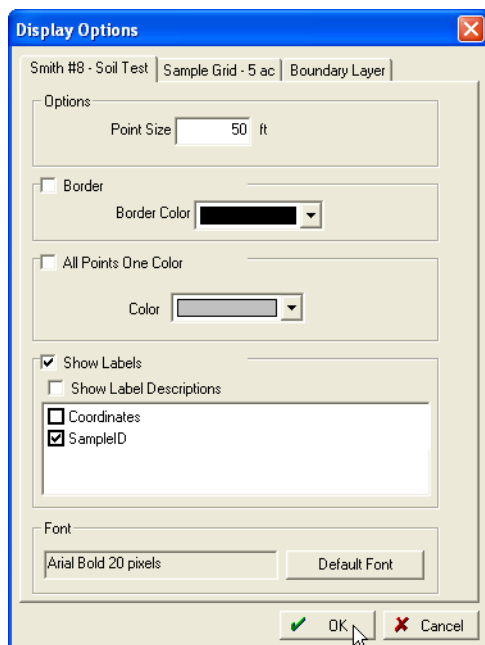 Display Options
Smith #8 - Soil Test Sample Grid - 5 ac Boundary Layer
Options
Point Size 50 ft
Border
Border Color
All Points One Color
Color
Show Labels
Show Label Descriptions
Coordinates
SampleID
Font
Arial Bold 20 pixels Default Font
OK Cancel